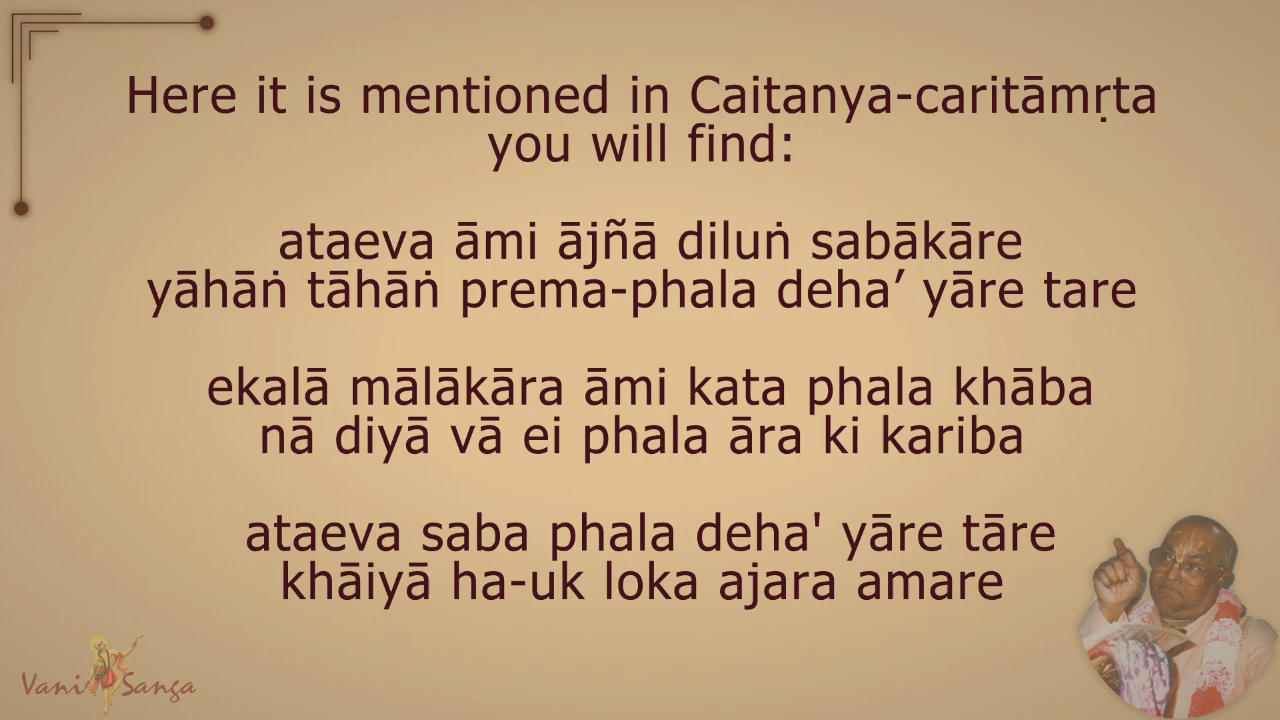 Here it is mentioned in Caitanya-caritāmṛta
you will find:
ataeva āmi ājñā diluṅ sabākāre
yāhāṅ tāhāṅ prema-phala deha’ yāre tare
ekalā mālākāra āmi kata phala khāba
nā diyā vā ei phala āra ki kariba
ataeva saba phala deha' yāre tāre
khāiyā ha-uk loka ajara amare
Vani Sanga